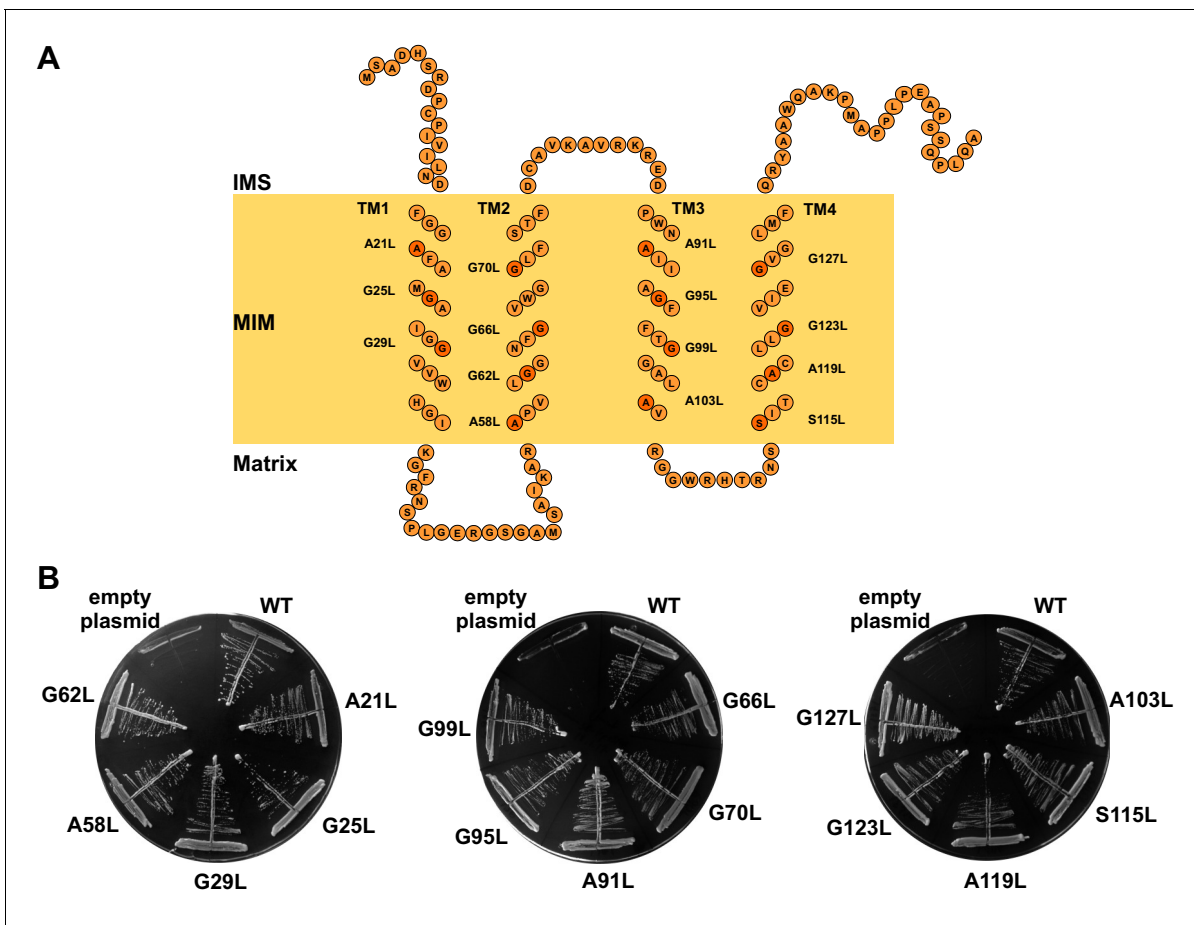 A
M S A D H S R D P C P V L D
I I N
D C A V K A V R K R E D
Q R Y A A W Q A K P M A P P L P E A P S S Q P L Q A
IMS
MIM
Matrix
TM1
F G G
A21L
A F A
G25L
M G A
G29L
I G G
V V W
H G I
TM2
S T F
G70L
G L F
V W G
G66L
N F G
G62L
L G G
A58L
A P V
TM3
P W N
A91L
A I I
G95L
A G F
G99L
F T G
G A L
A103L
A V
TM4
L M F
G127L
G V G
V I E
G123L
L L G
A119L
C A C
S115L
S I T
K G F R N S P L G E R G S G A M S A I K A R
R G G W R H T R N S
B
empty
plasmid
WT
A21L
G25L
G29L
A58L
G62L
empty
plasmid
WT
G66L
G70L
A91L
G95L
G99L
empty
plasmid
WT
A103L
S115L
A119L
G123L
G127L